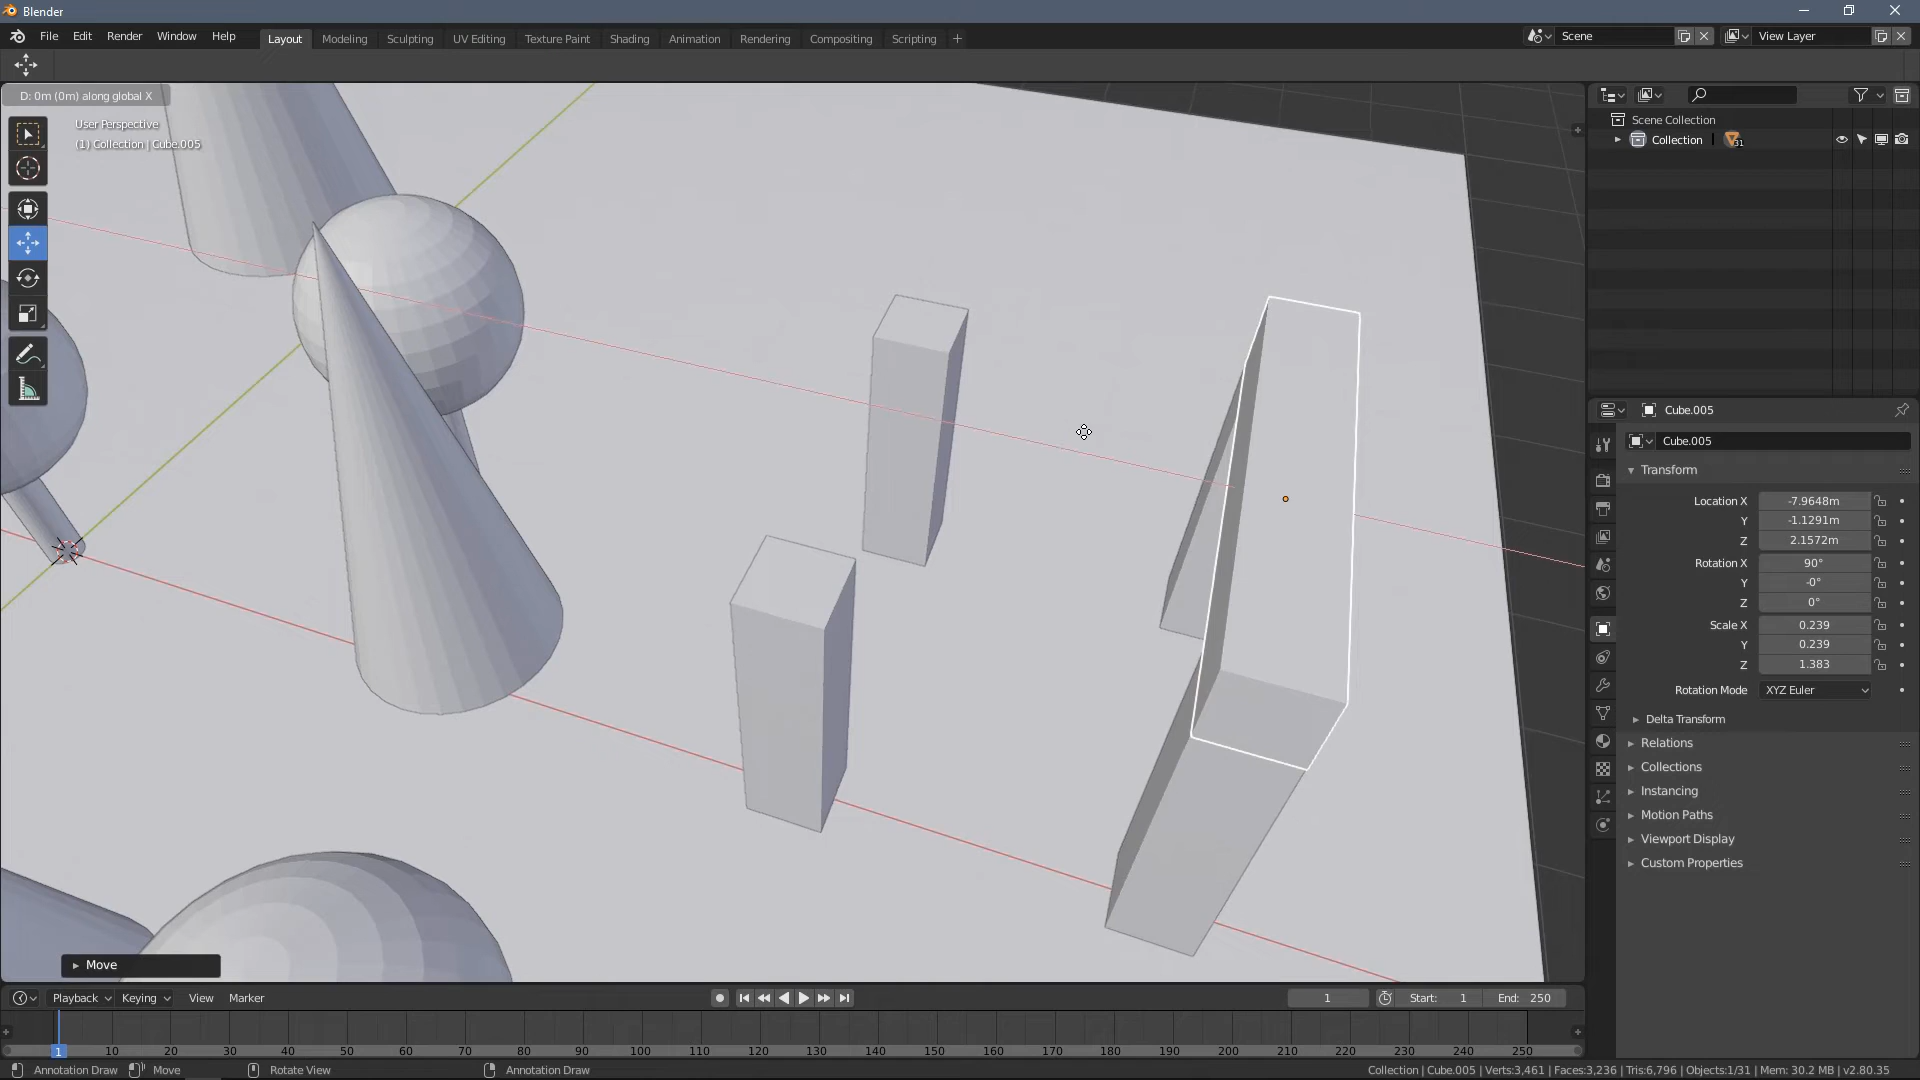 Blender
File Edit Render Window Help Layout Modeling Sculpting UV Editing Texture Paint Shading Animation Rendering Compositing Scripting + Scene View Layer
D: 0m (0m) along global X
User Perspective
(1) Collection | Cube.005
Scene Collection
Collection 31
Cube.005
Cube.005
Transform
Location X -7.9648m
Y -1.1291m
Z 2.1572m
Rotation X 90°
Y -0°
Z 0°
Scale X 0.239
Y 0.239
Z 1.383
Rotation Mode XYZ Euler
Delta Transform
Relations
Collections
Instancing
Motion Paths
Viewport Display
Custom Properties
Move
Playback Keying View Marker 1 Start: 1 End: 250
1 10 20 30 40 50 60 70 80 90 100 110 120 130 140 150 160 170 180 190 200 210 220 230 240 250
Annotation Draw Move Rotate View Annotation Draw Collection | Cube.005 | Verts:3,461 | Faces:3,236 | Tris:6,796 | Objects:1/31 | Mem: 30.2 MB | v2.80.35